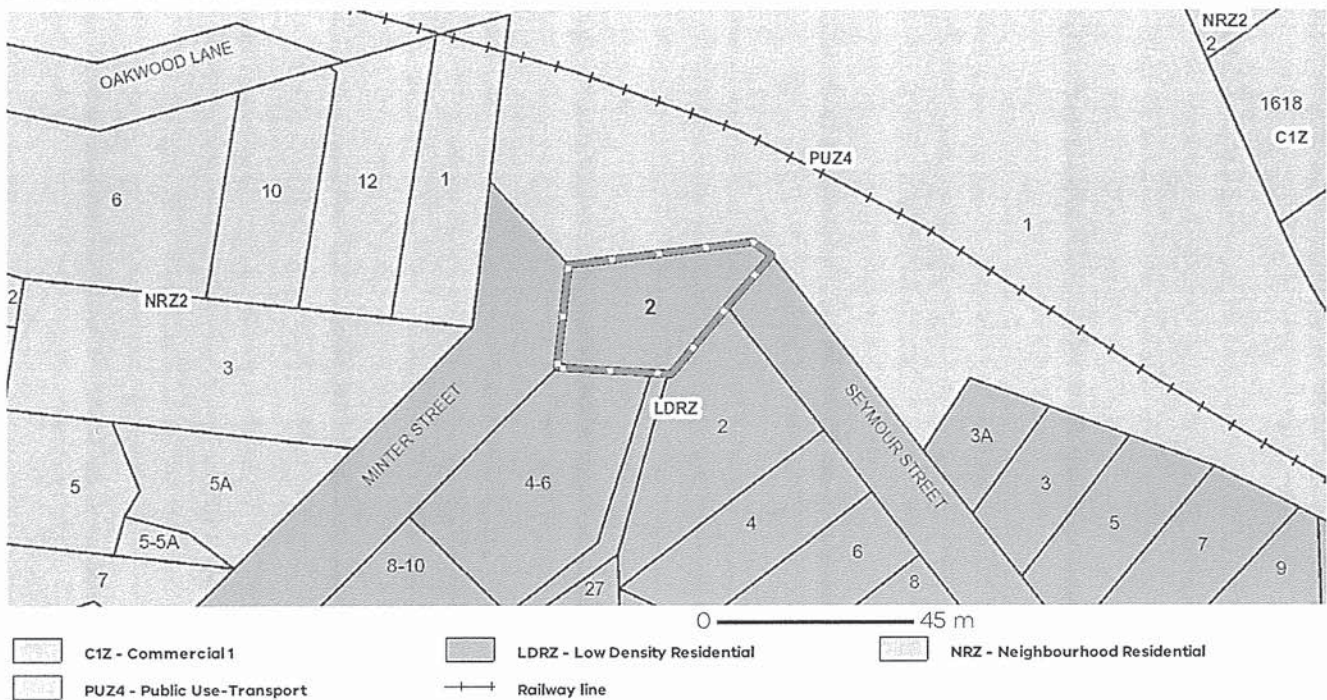 NRZ2
2
OAKWOOD LANE
1618
C1Z
PUZ4
6
10
12
1
1
2
NRZ2
2
3
MINTER STREET
LDRZ
2
SEYMOUR STREET
3A
3
5
5A
4-6
5
7
9
5-5A
4
6
8
7
8-10
27
0 45 m
C1Z - Commercial 1
LDRZ - Low Density Residential
NRZ - Neighbourhood Residential
PUZ4 - Public Use-Transport
Railway line